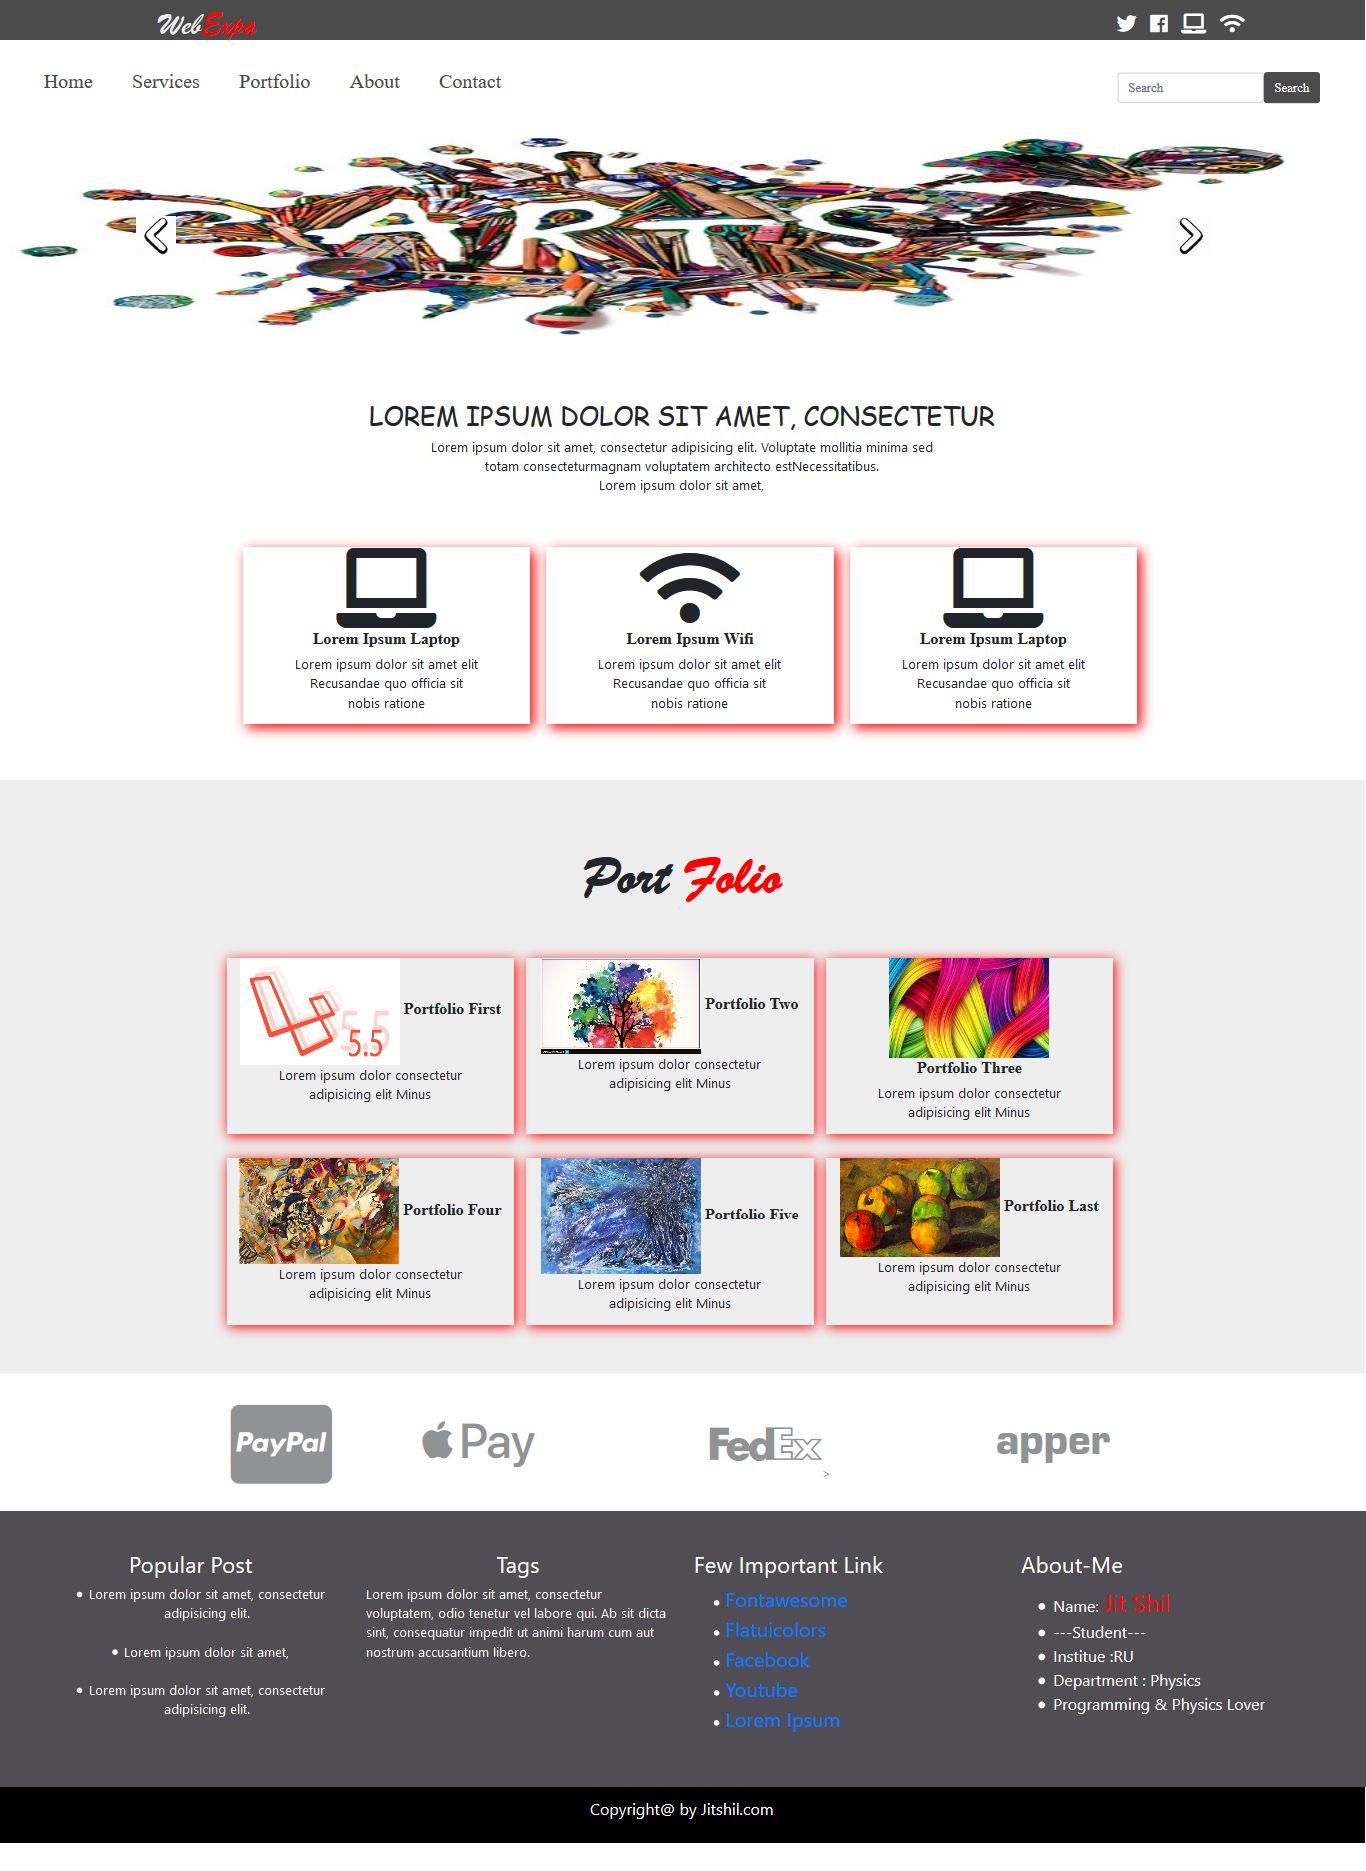 WebExpa
Home Services Portfolio About Contact
Search Search
LOREM IPSUM DOLOR SIT AMET, CONSECTETUR
Lorem ipsum dolor sit amet, consectetur adipisicing elit. Voluptate mollitia minima sed
totam consecteturmagnam voluptatem architecto estNecessitatibus.
Lorem ipsum dolor sit amet,
Lorem Ipsum Laptop
Lorem ipsum dolor sit amet elit
Recusandae quo officia sit
nobis ratione
Lorem Ipsum Wifi
Lorem ipsum dolor sit amet elit
Recusandae quo officia sit
nobis ratione
Lorem Ipsum Laptop
Lorem ipsum dolor sit amet elit
Recusandae quo officia sit
nobis ratione
Port Folio
5.5
5.5
Portfolio First
Lorem ipsum dolor consectetur
adipisicing elit Minus
Portfolio Two
Lorem ipsum dolor consectetur
adipisicing elit Minus
Portfolio Three
Lorem ipsum dolor consectetur
adipisicing elit Minus
Portfolio Four
Lorem ipsum dolor consectetur
adipisicing elit Minus
Portfolio Five
Lorem ipsum dolor consectetur
adipisicing elit Minus
Portfolio Last
Lorem ipsum dolor consectetur
adipisicing elit Minus
PayPal
Pay
FedEx
>
apper
Popular Post
• Lorem ipsum dolor sit amet, consectetur
adipisicing elit.
• Lorem ipsum dolor sit amet,
• Lorem ipsum dolor sit amet, consectetur
adipisicing elit.
Tags
Lorem ipsum dolor sit amet, consectetur
voluptatem, odio tenetur vel labore qui. Ab sit dicta
sint, consequatur impedit ut animi harum cum aut
nostrum accusantium libero.
Few Important Link
• Fontawesome
• Flatuicolors
• Facebook
• Youtube
• Lorem Ipsum
About-Me
• Name: Jit Shil
• ---Student---
• Institue :RU
• Department : Physics
• Programming & Physics Lover
Copyright@ by Jitshil.com